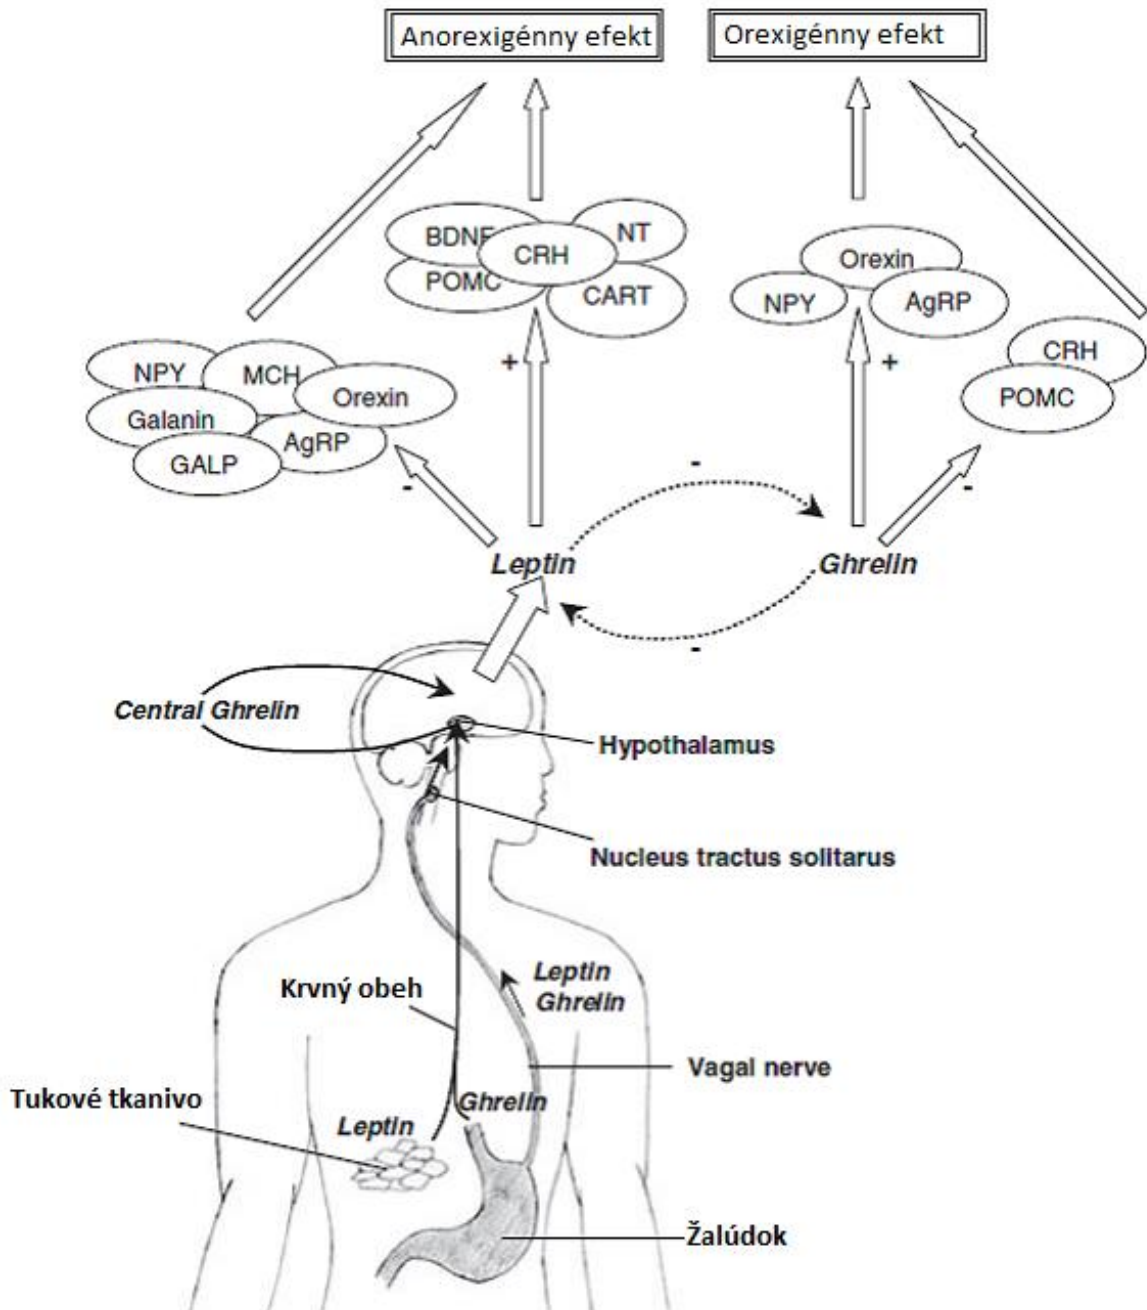 Anorexigénny efekt
Orexigénny efekt
BDNF
CRH
NT
POMC
CART
Orexin
NPY
AgRP
CRH
POMC
NPY
MCH
Orexin
Galanin
AgRP
GALP
+
+
-
-
-
Leptin
Ghrelin
-
Central Ghrelin
Hypothalamus
Nucleus tractus solitarus
Leptin
Ghrelin
Krvný obeh
Vagal nerve
Tukové tkanivo
Ghrelin
Leptin
Žalúdok